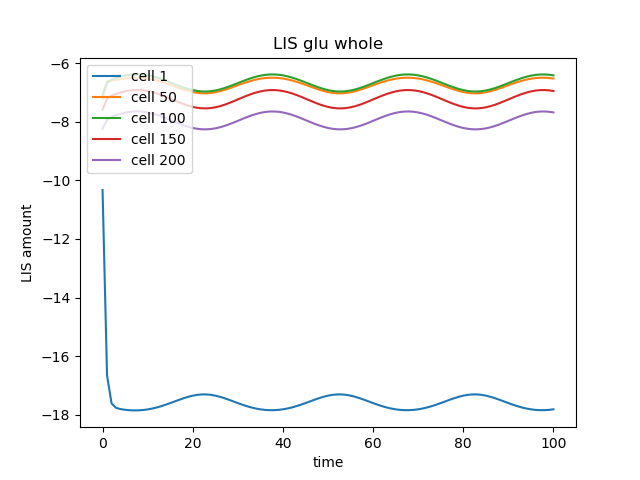 LIS glu whole
cell 1
cell 50
cell 100
cell 150
cell 200
LIS amount
−6
−8
−10
−12
−14
−16
−18
0 20 40 60 80 100
time